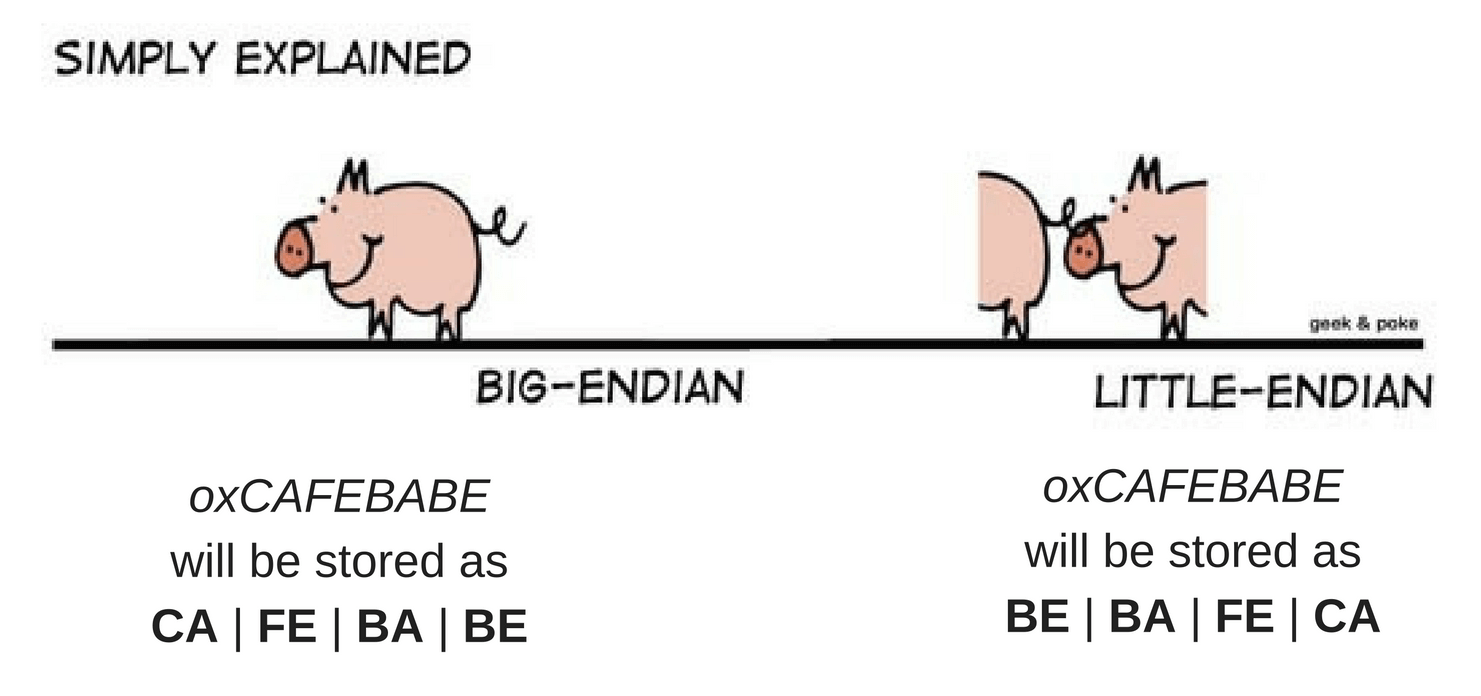 SIMPLY EXPLAINED
geek & poke
BIG-ENDIAN
LITTLE-ENDIAN
oxCAFEBABE
will be stored as
CA | FE | BA | BE
oxCAFEBABE
will be stored as
BE | BA | FE | CA